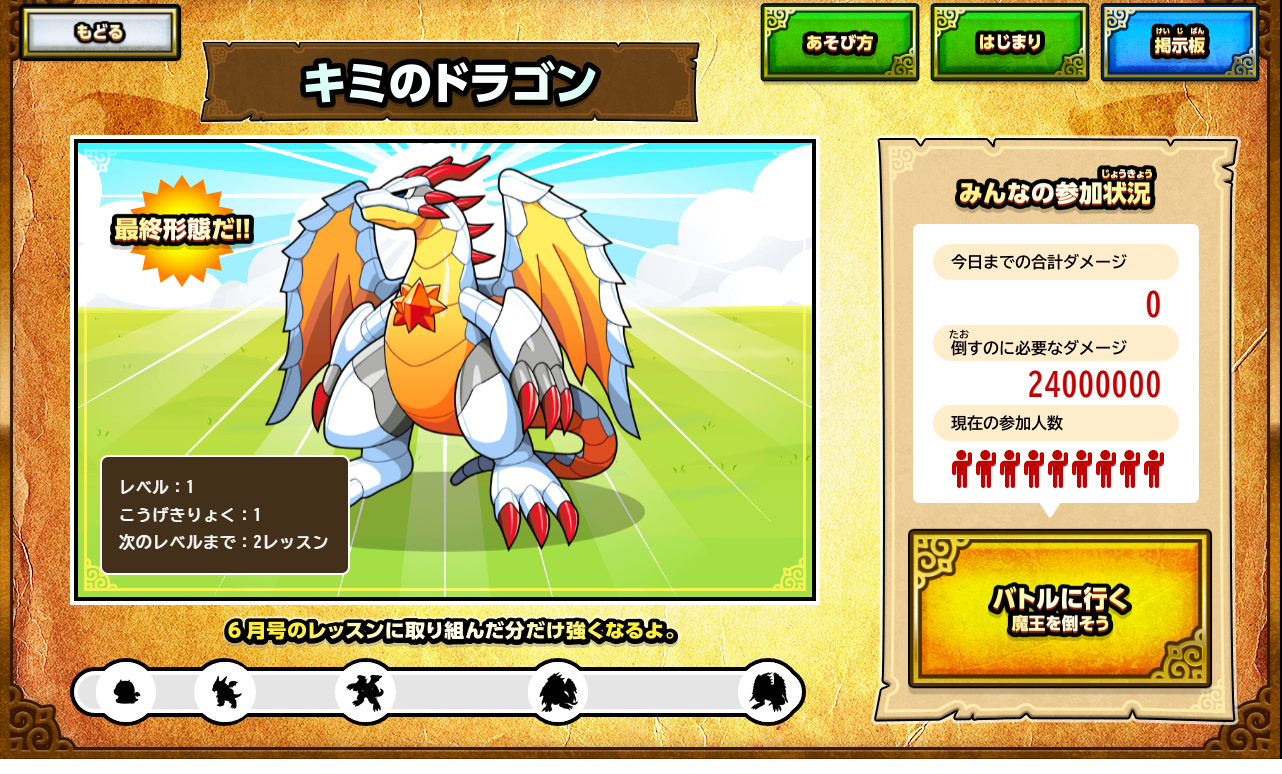 もどる
あそび方
はじまり
けいじばん
掲示板
キミのドラゴン
最終形態だ!!
レベル：1
こうげきりょく：1
次のレベルまで：2レッスン
６月号のレッスンに取り組んだ分だけ強くなるよ。
じょうきょう
みんなの参加状況
今日までの合計ダメージ
0
たお
倒すのに必要なダメージ
24000000
現在の参加人数
バトルに行く
魔王を倒そう